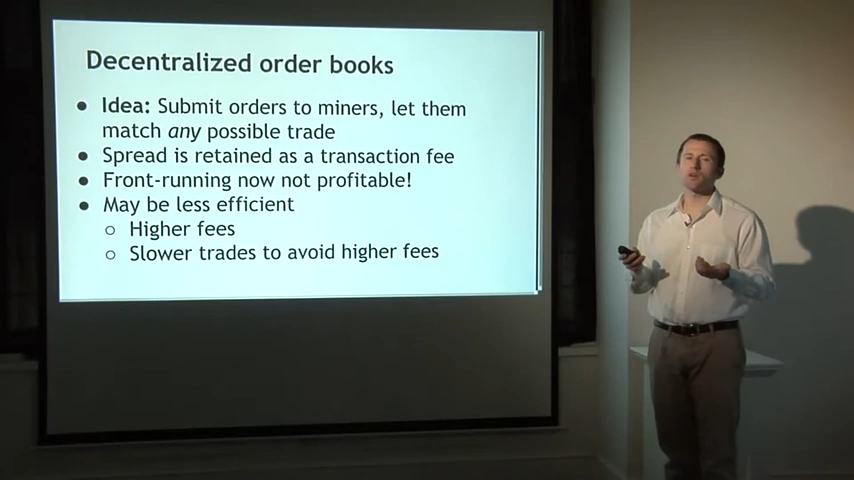 Decentralized order books
● Idea: Submit orders to miners, let them
match any possible trade
● Spread is retained as a transaction fee
● Front-running now not profitable!
● May be less efficient
○ Higher fees
○ Slower trades to avoid higher fees